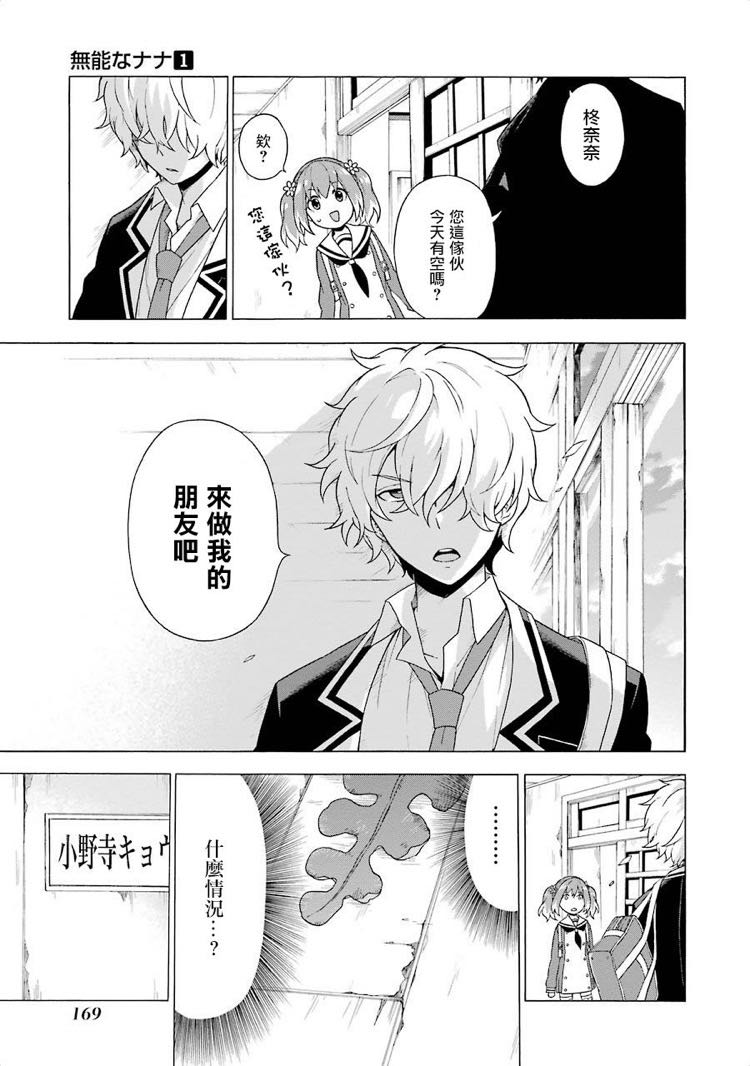 無能なナナ1
柊奈奈
您這傢伙
今天有空嗎?
欸?
您這傢伙?
來做我的
朋友吧
………
什麼情況…?
小野寺キョウ
169